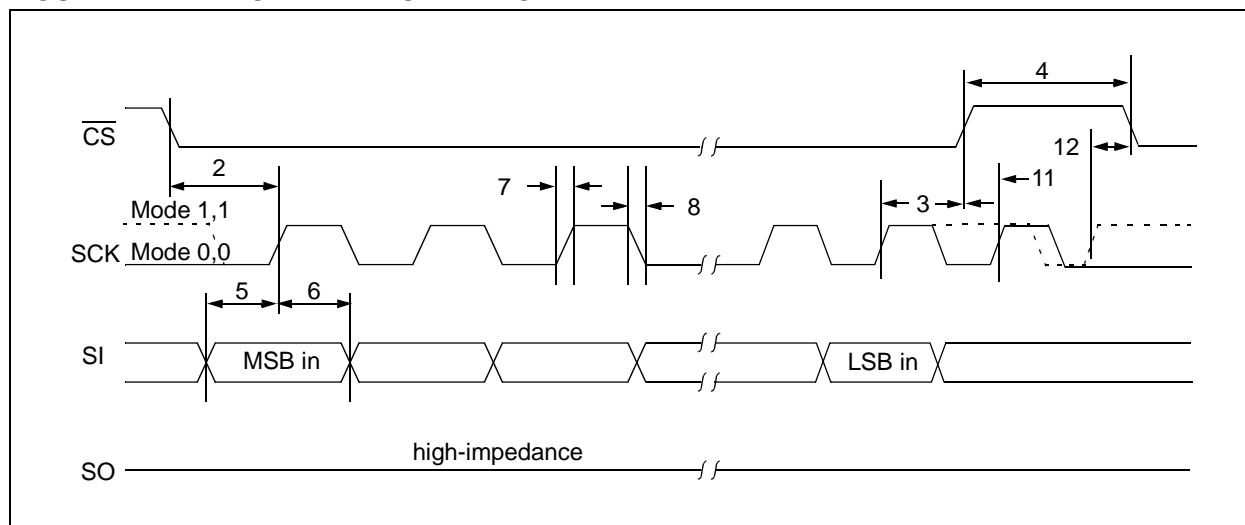 4
CS
12
2
7
8
3
11
Mode 1,1
SCK Mode 0,0
5
6
SI
MSB in
LSB in
high-impedance
SO